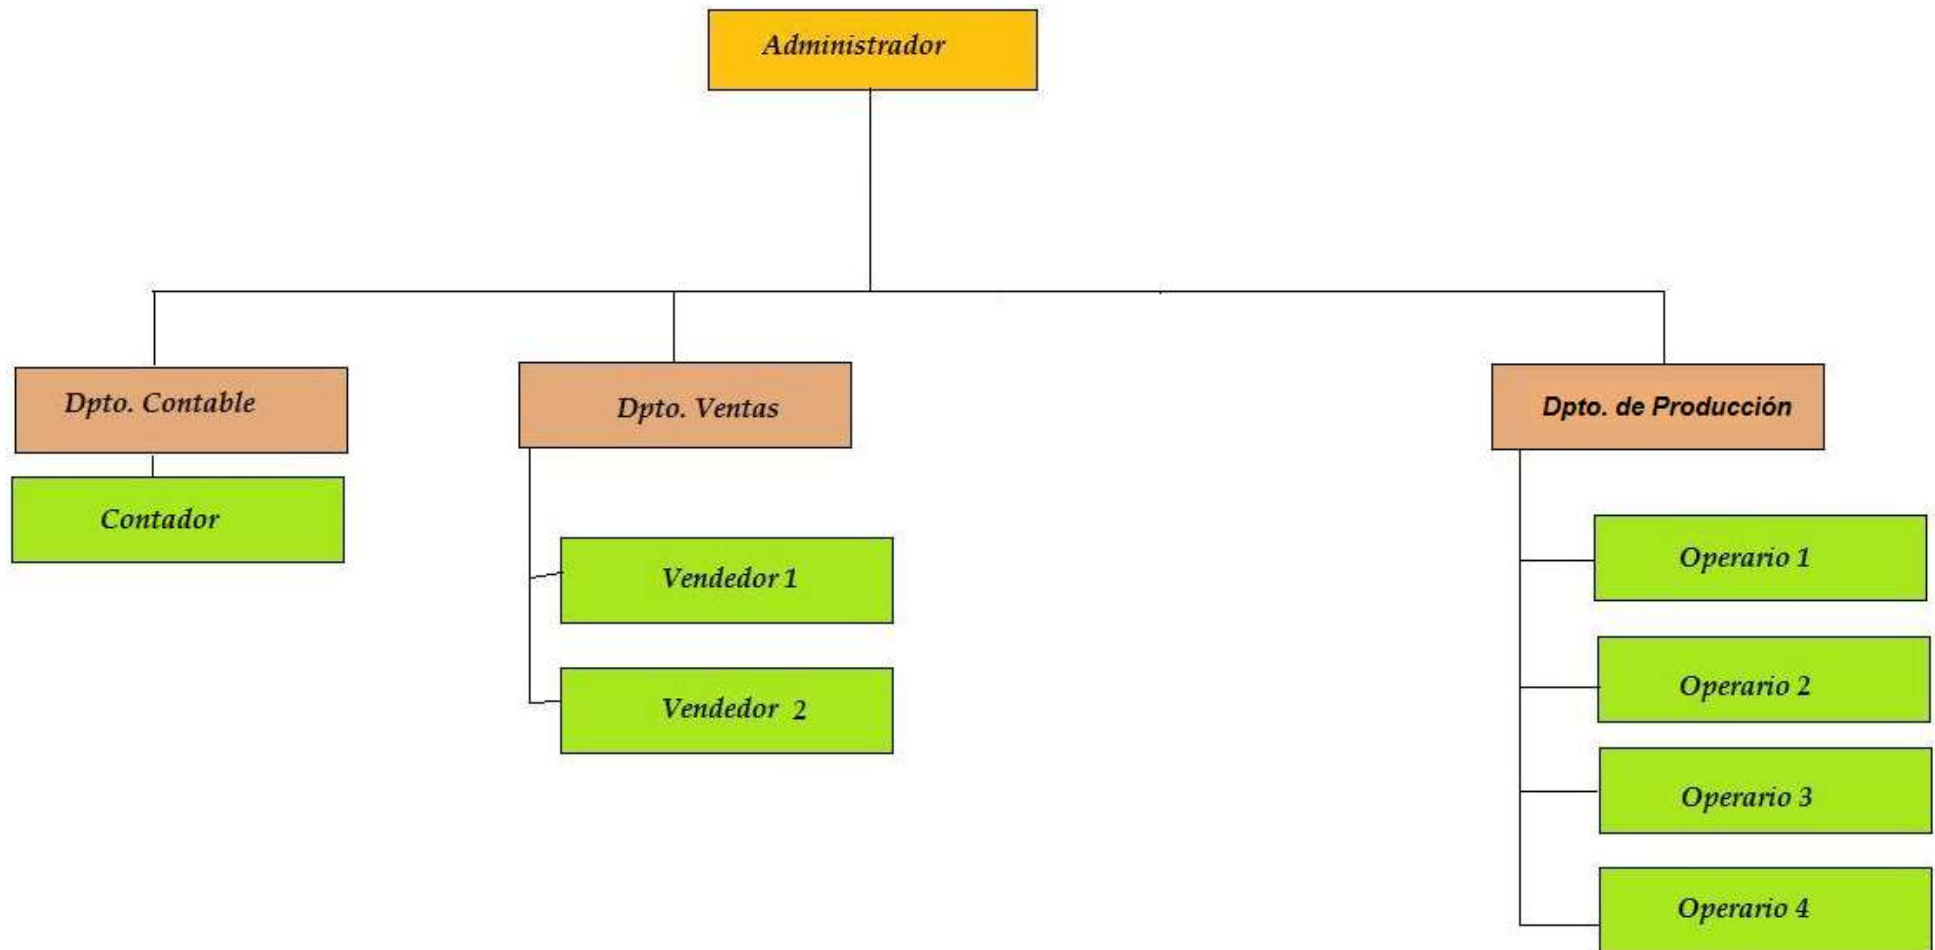 Administrador
Dpto. Contable
Contador
Dpto. Ventas
Vendedor 1
Vendedor 2
Dpto. de Producción
Operario 1
Operario 2
Operario 3
Operario 4